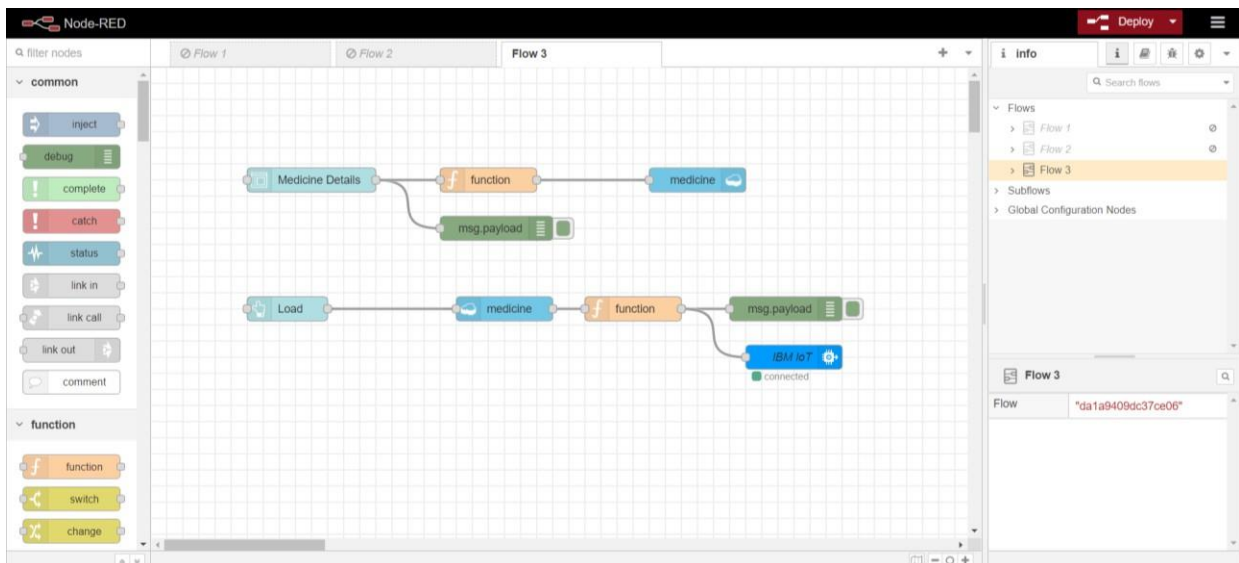 Node-RED
Deploy
filter nodes
common
inject
debug
complete
catch
status
link in
link call
link out
comment
function
function
switch
change
Flow 1
Flow 2
Flow 3
Medicine Details
function
medicine
msg.payload
Load
medicine
function
msg.payload
IBM IoT
connected
i info
i
Search flows
Flows
Flow 1
Flow 2
Flow 3
Subflows
Global Configuration Nodes
Flow 3
Flow "da1a9409dc37ce06"